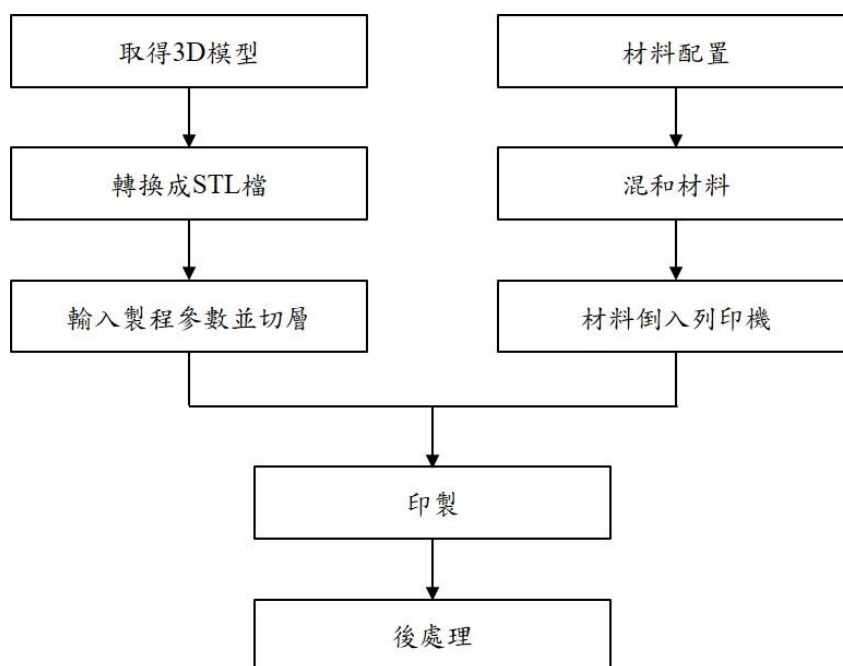 取得3D模型
材料配置
轉換成STL檔
混和材料
輸入製程參數並切層
材料倒入列印機
印製
後處理